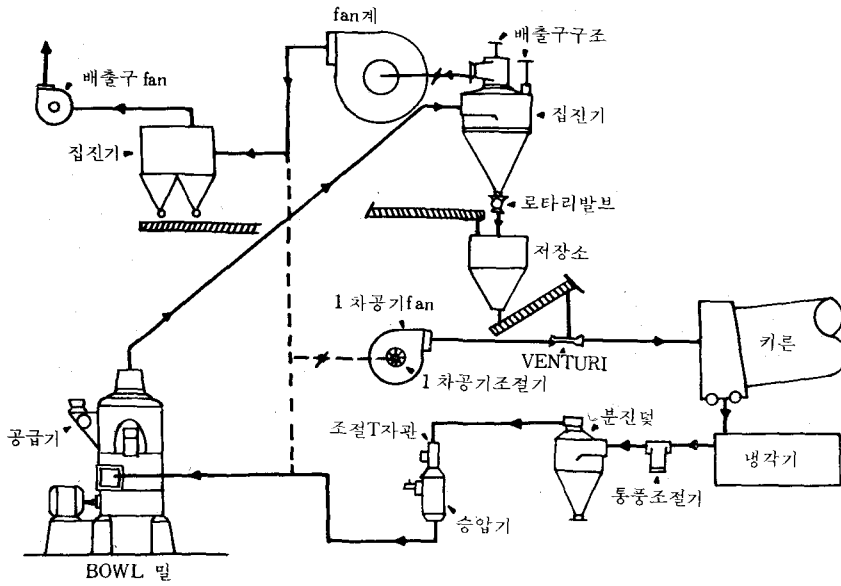 fan계
배출구구조
배출구 fan
집진기
집진기
로타리발브
저장소
1차공기fan
키른
VENTURI
1차공기조절기
분진덫
조절T자관
공급기
냉각기
통풍조절기
승압기
BOWL 밀